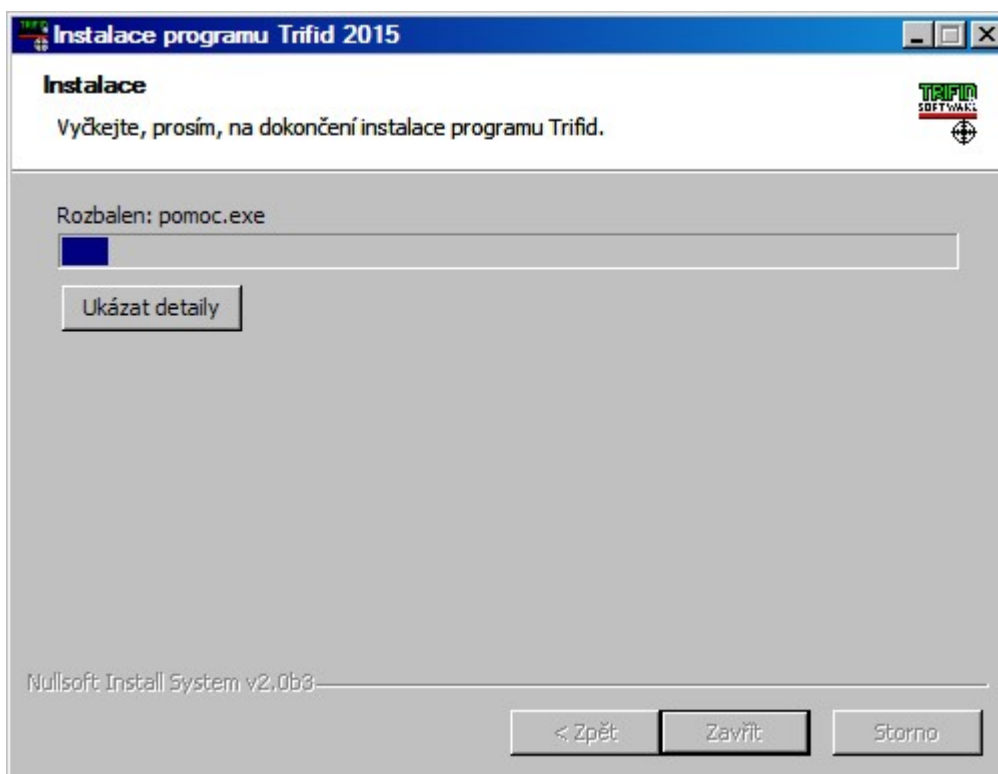 Instalace programu Trifid 2015
Instalace
Vyčkejte, prosím, na dokončení instalace programu Trifid.
TRIFID
SOFTWARE
Rozbalen: pomoc.exe
Ukázat detaily
Nullsoft Install System v2.0b3
< Zpět
Zavřít
Storno